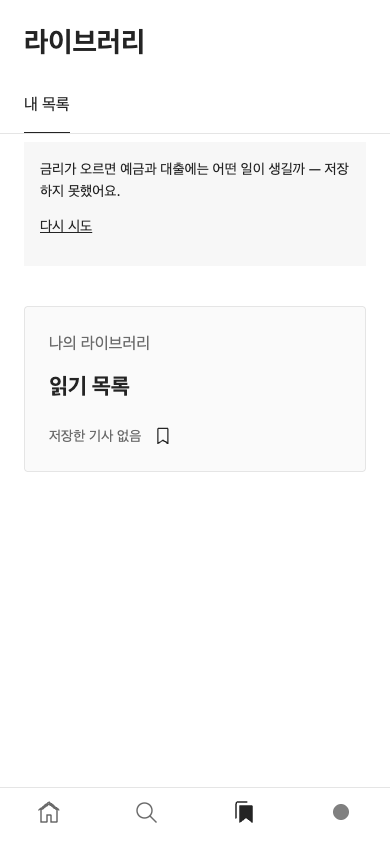 라이브러리
내 목록
금리가 오르면 예금과 대출에는 어떤 일이 생길까 — 저장
하지 못했어요.
다시 시도
나의 라이브러리
읽기 목록
저장한 기사 없음